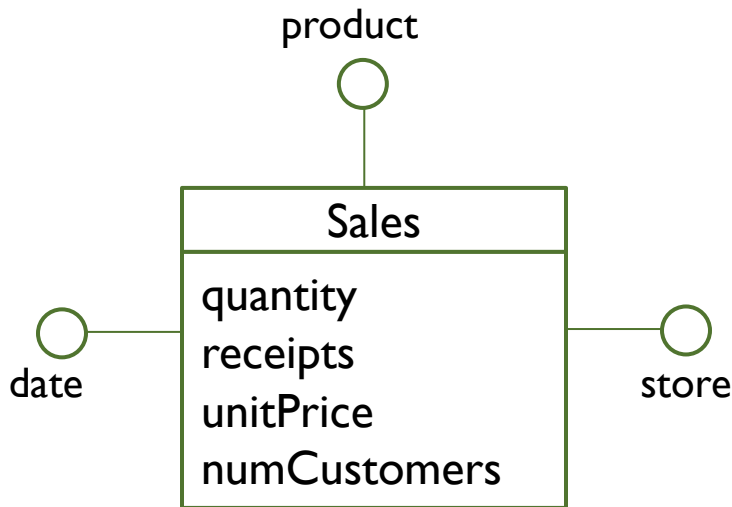 product
Sales
quantity
receipts
unitPrice
numCustomers
date
store